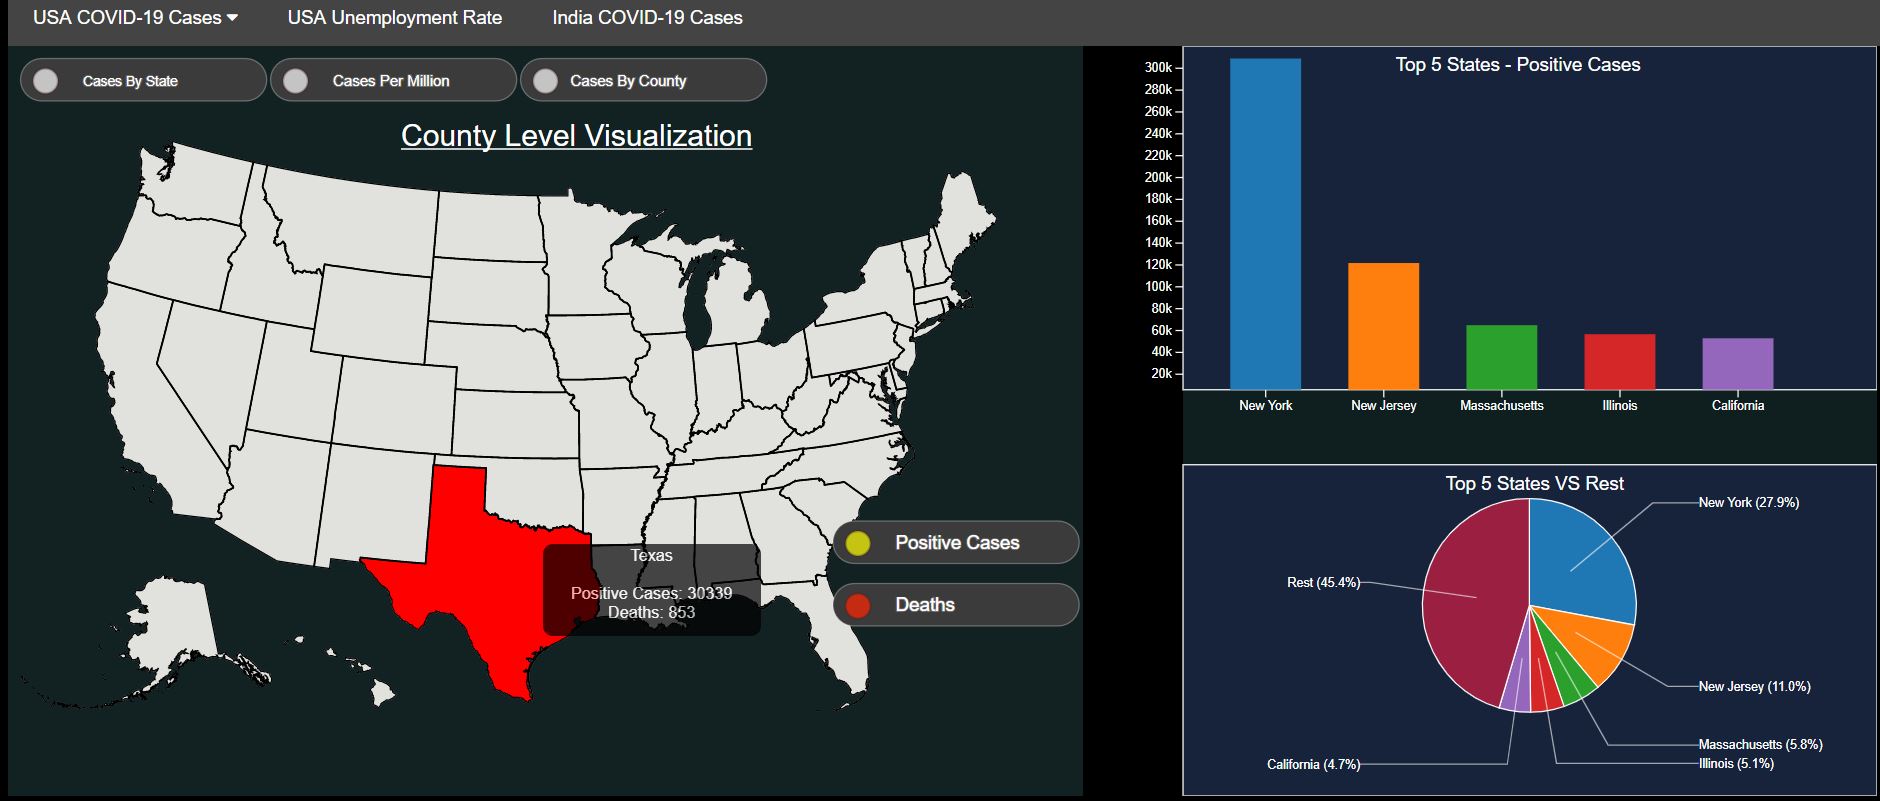 USA COVID-19 Cases
USA Unemployment Rate
India COVID-19 Cases
Cases By State
Cases Per Million
Cases By County
County Level Visualization
Texas
Positive Cases: 30339
Deaths: 853
Positive Cases
Deaths
Top 5 States - Positive Cases
300k
280k
260k
240k
220k
200k
180k
160k
140k
120k
100k
80k
60k
40k
20k
New York
New Jersey
Massachusetts
Illinois
California
Top 5 States VS Rest
New York (27.9%)
Rest (45.4%)
New Jersey (11.0%)
Massachusetts (5.8%)
Illinois (5.1%)
California (4.7%)